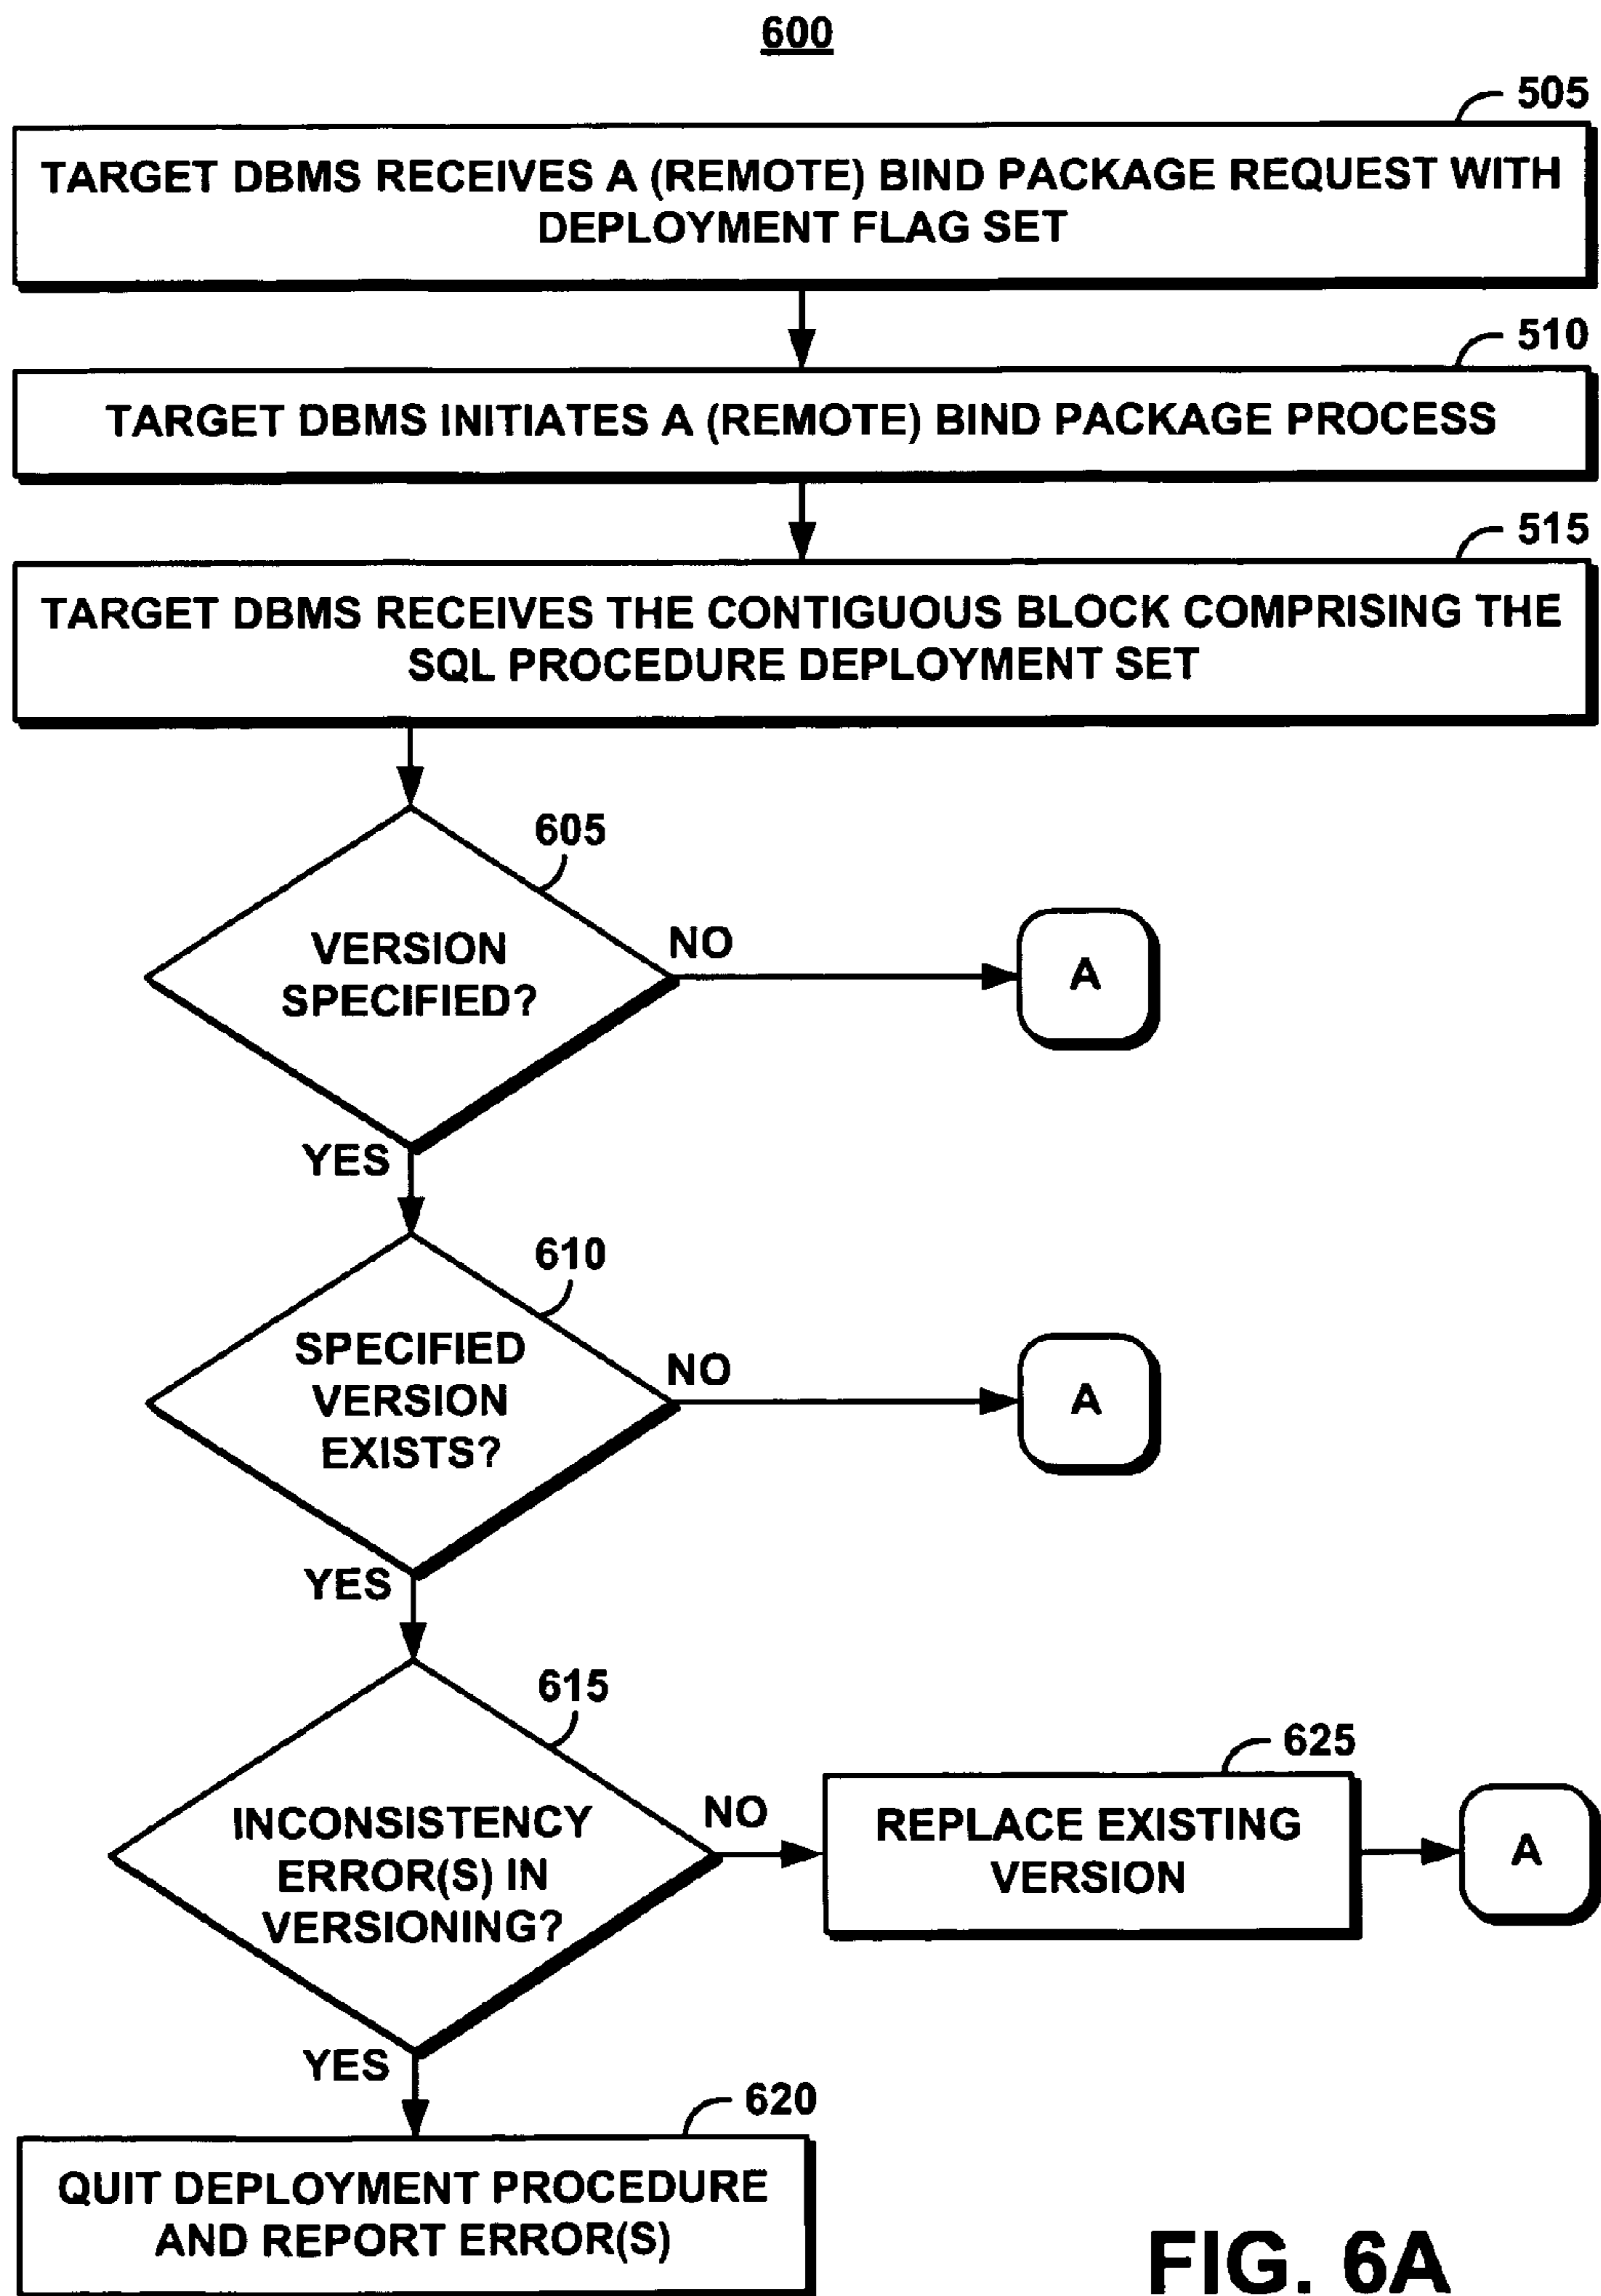 600
505
TARGET DBMS RECEIVES A (REMOTE) BIND PACKAGE REQUEST WITH
DEPLOYMENT FLAG SET
510
TARGET DBMS INITIATES A (REMOTE) BIND PACKAGE PROCESS
515
TARGET DBMS RECEIVES THE CONTIGUOUS BLOCK COMPRISING THE
SQL PROCEDURE DEPLOYMENT SET
605
VERSION
SPECIFIED?
NO
A
YES
610
SPECIFIED
VERSION
EXISTS?
NO
A
YES
615
INCONSISTENCY
ERROR(S) IN
VERSIONING?
NO
625
REPLACE EXISTING
VERSION
A
YES
620
QUIT DEPLOYMENT PROCEDURE
AND REPORT ERROR(S)
FIG. 6A